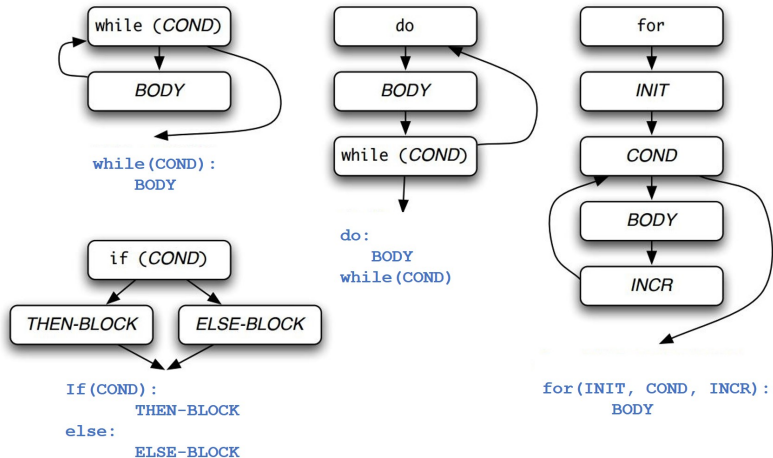 while (COND)
BODY
while(COND):
BODY
do
BODY
while (COND)
do:
BODY
while(COND)
for
INIT
COND
BODY
INCR
for(INIT, COND, INCR):
BODY
if (COND)
THEN-BLOCK
ELSE-BLOCK
If(COND):
THEN-BLOCK
else:
ELSE-BLOCK